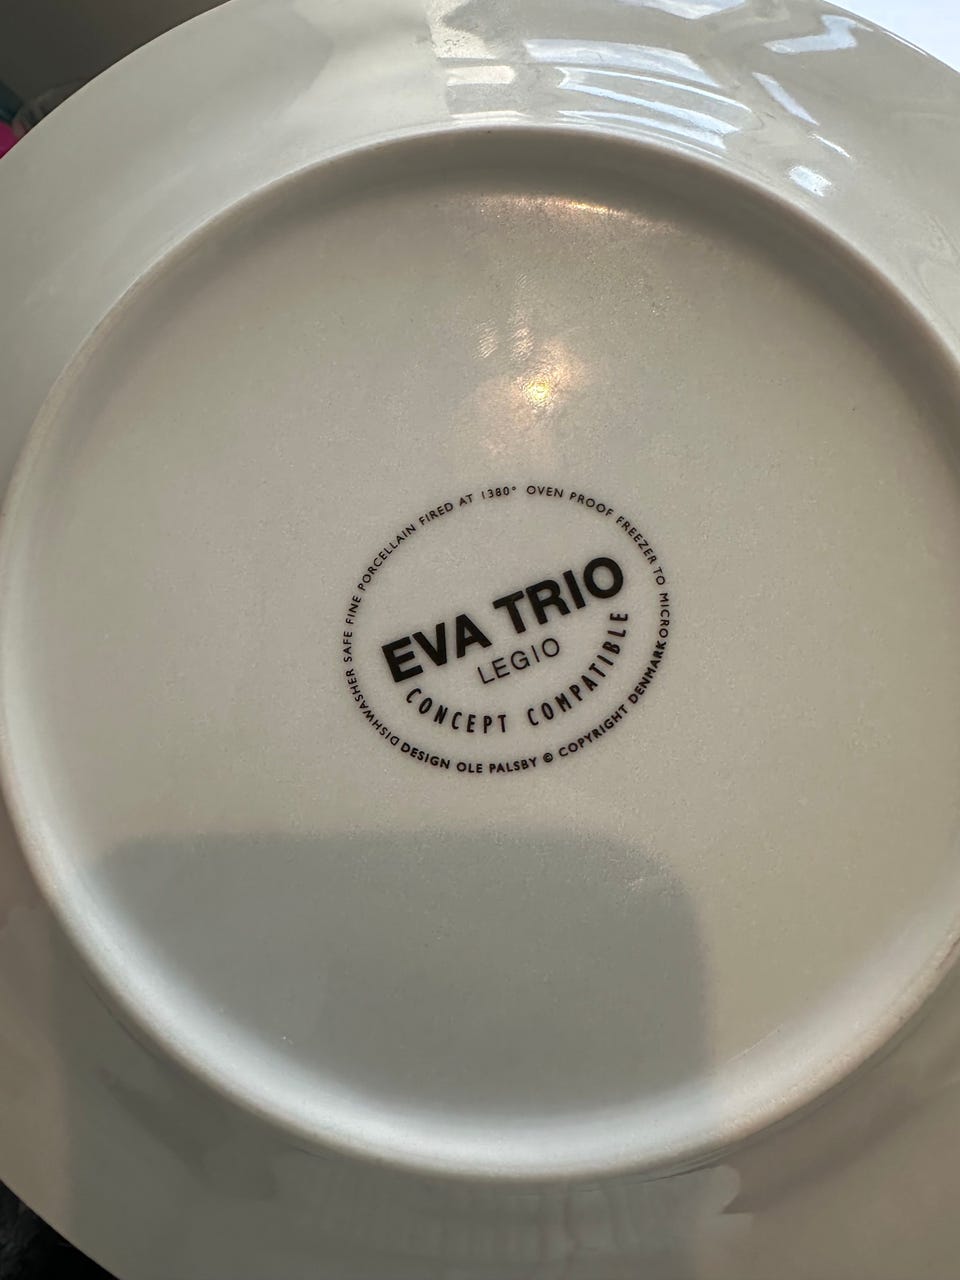 DISHWASHER SAFE FINE PORCELLAIN FIRED AT 1380° OVEN PROOF FREEZER TO MICRO
EVA TRIO
LEGIO
CONCEPT COMPATIBLE
DESIGN OLE PALSBY © COPYRIGHT DENMARK